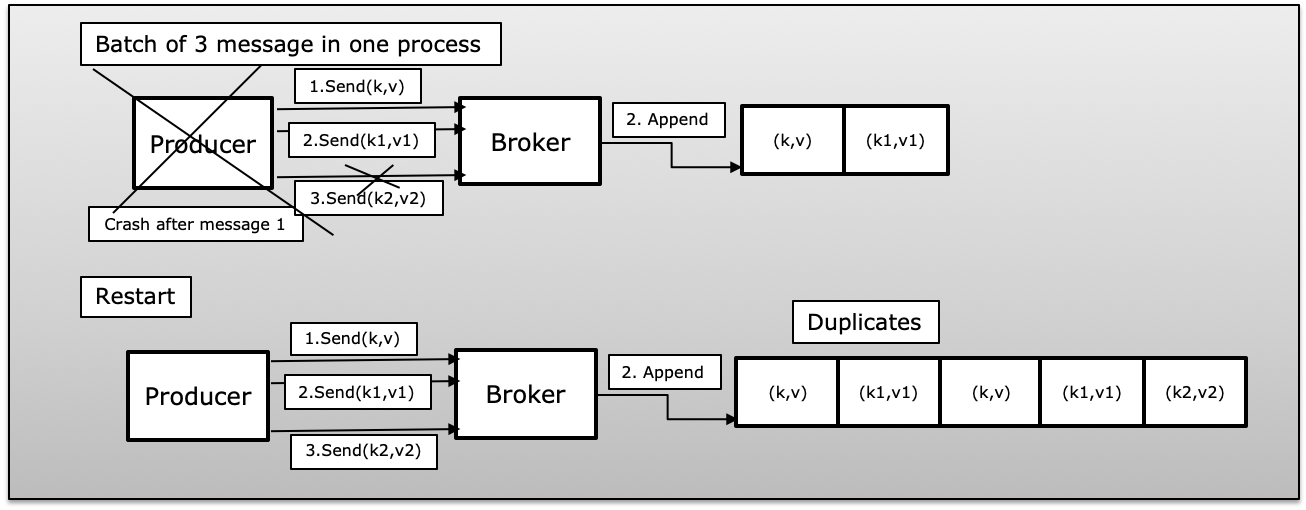 Batch of 3 message in one process
1.Send(k,v)
Producer
2.Send(k1,v1)
Broker
2. Append
(k,v)
(k1,v1)
3.Send(k2,v2)
Crash after message 1
Restart
Duplicates
1.Send(k,v)
Producer
2.Send(k1,v1)
Broker
2. Append
(k,v)
(k1,v1)
(k,v)
(k1,v1)
(k2,v2)
3.Send(k2,v2)